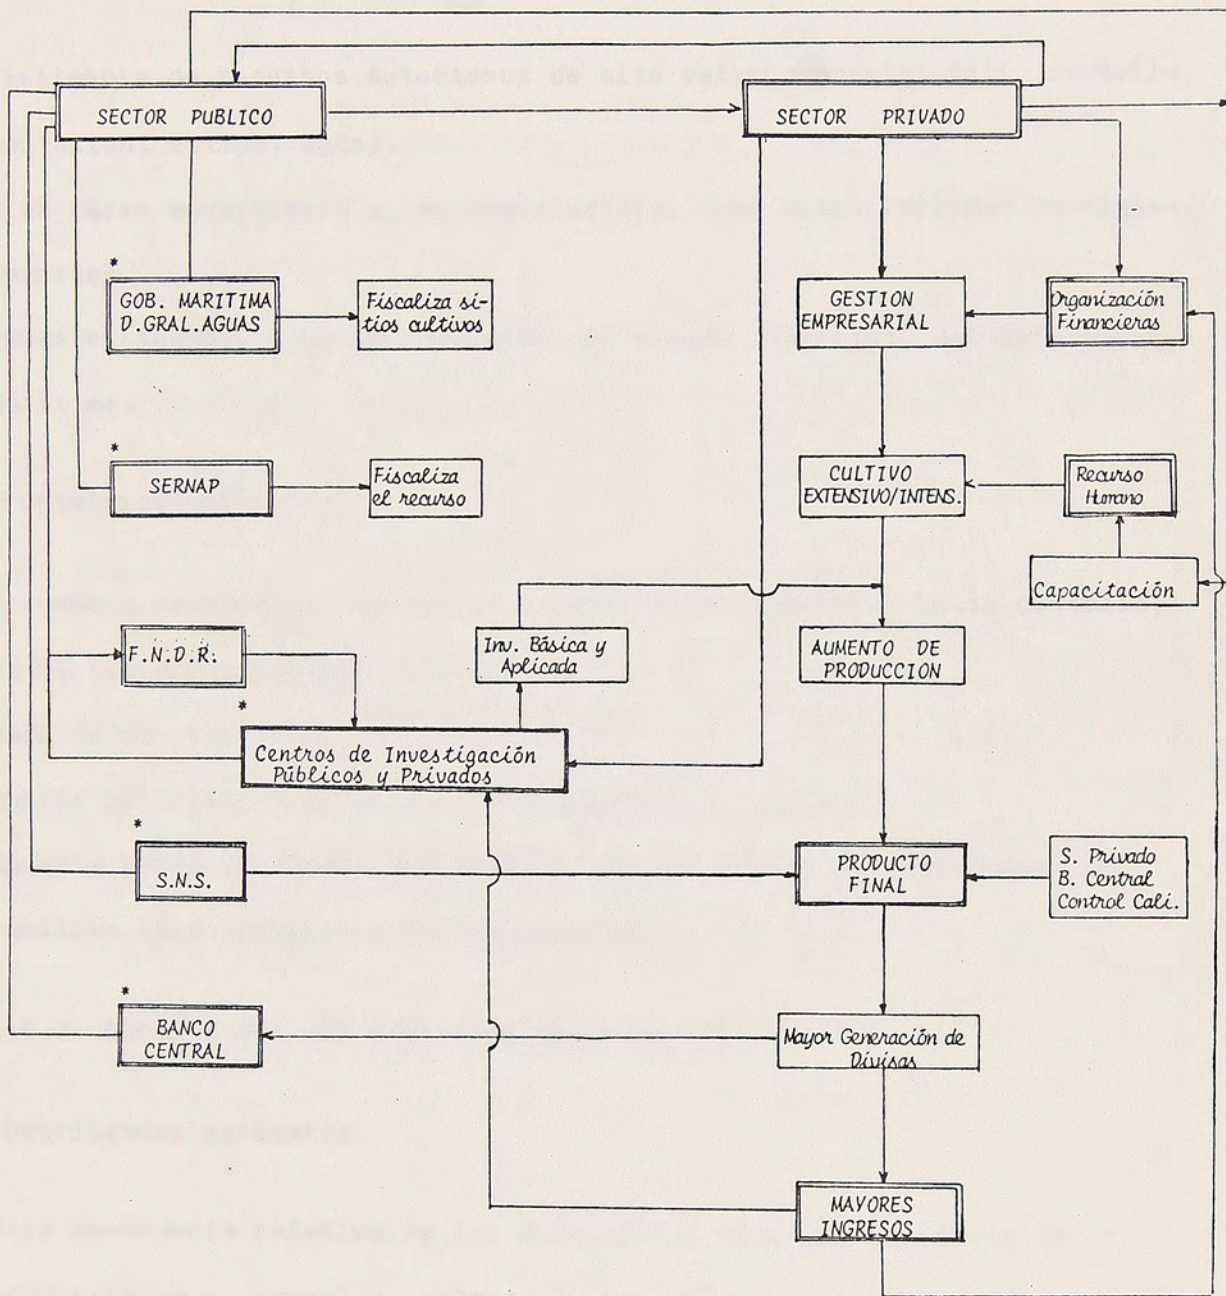 SECTOR PUBLICO
SECTOR PRIVADO
*
GOB. MARITIMA
D.GRAL.AGUAS
Fiscaliza si-
tios cultivos
GESTION
EMPRESARIAL
Organización
Financieras
*
SERNAP
Fiscaliza
el recurso
CULTIVO
EXTENSIVO/INTENS.
Recurso
Humano
Capacitación
F.N.D.R.
Inv. Básica y
Aplicada
AUMENTO DE
PRODUCCION
*
Centros de Investigación
Públicos y Privados
*
S.N.S.
PRODUCTO
FINAL
S. Privado
B. Central
Control Cali.
*
BANCO
CENTRAL
Mayor Generación de
Divisas
MAYORES
INGRESOS